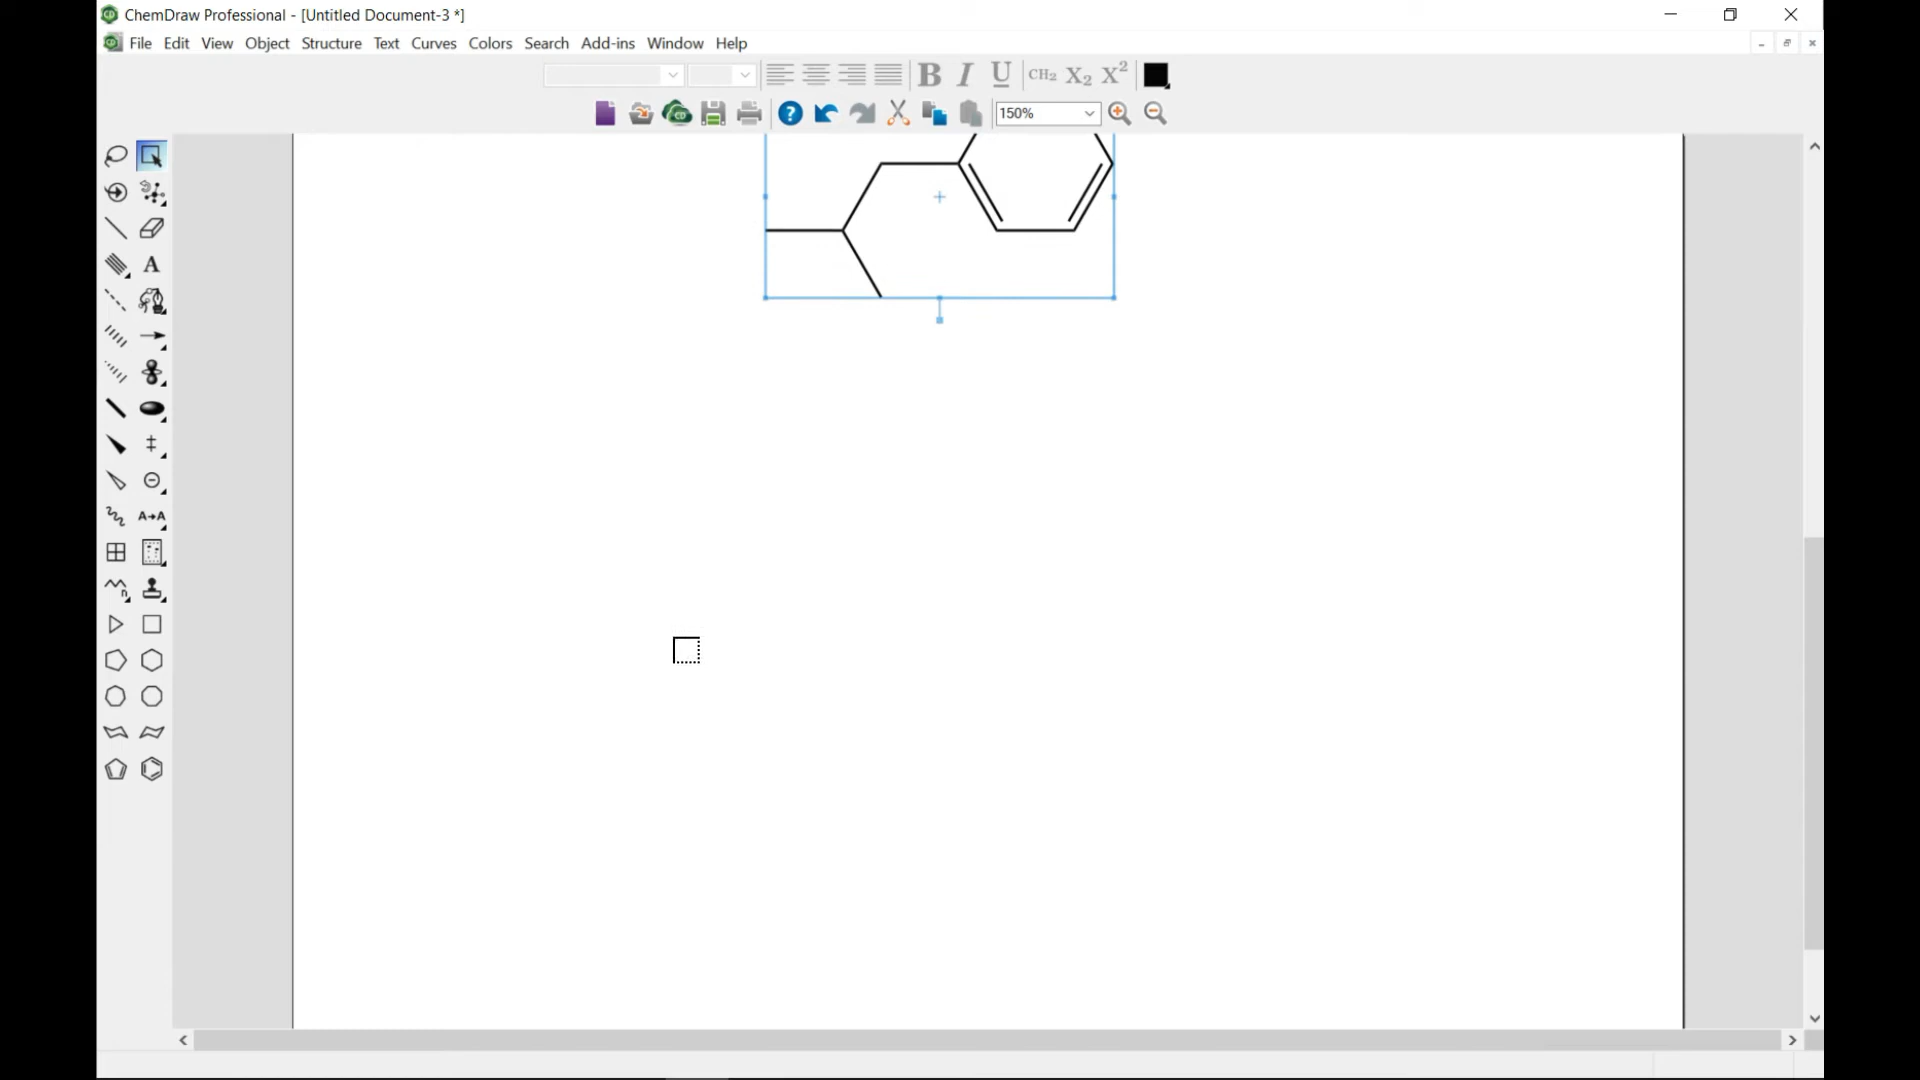 ChemDraw Professional - [Untitled Document-3 *]
File Edit View Object Structure Text Curves Colors Search Add-ins Window Help
B I U CH2 X2 X2
150%
A
A→A